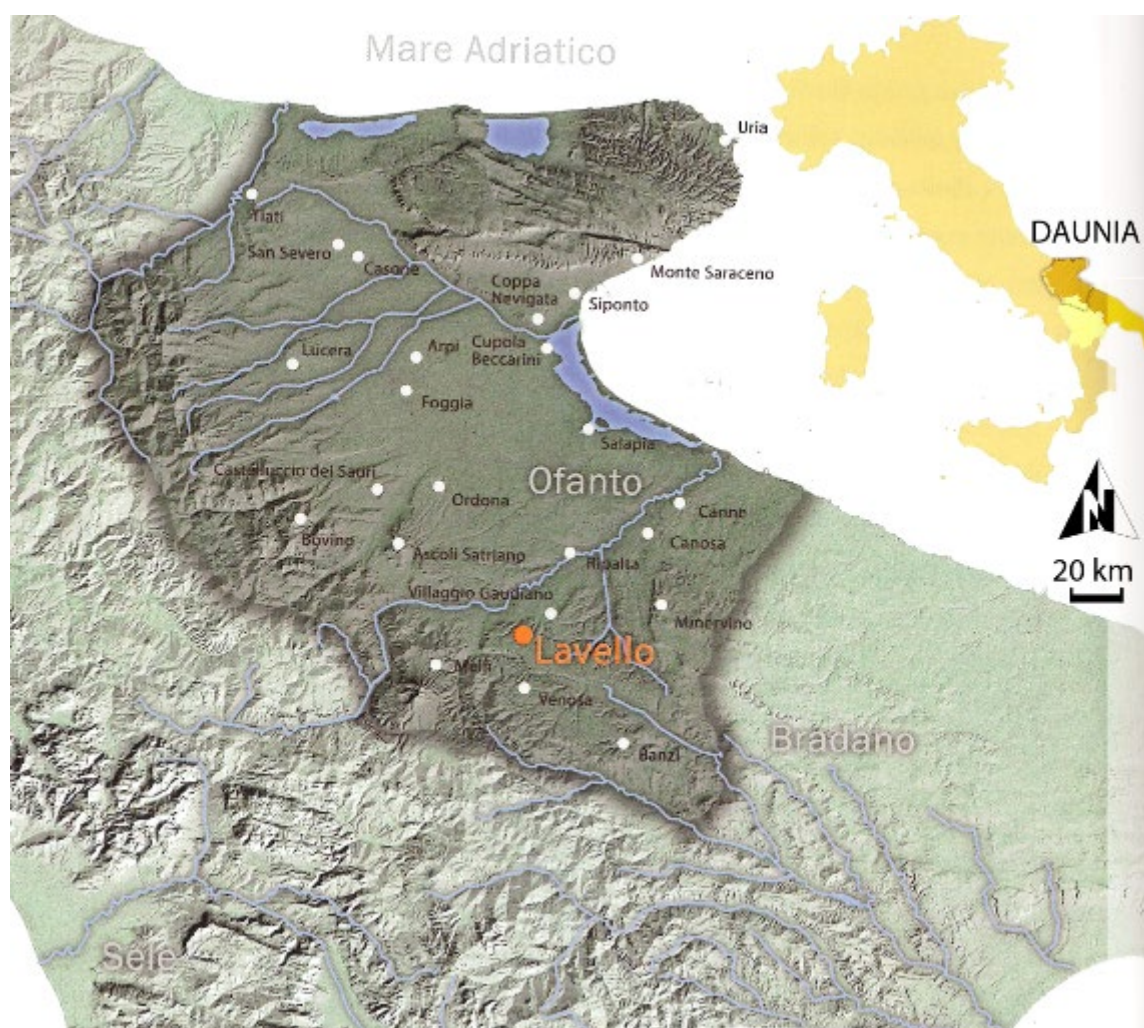 Mare Adriatico
Uria
DAUNIA
Tiati
San Severo
Casone
Monte Saraceno
Coppa
Navigata
Siponto
Cupola
Beccarini
Arpi
Lucera
Foggia
Salapia
Castelluccio dei Sauri
Ordona
Ofanto
N
20 km
Canne
Bovino
Ascoli Satriano
Canosa
Ripalta
Villaggio Gaudiano
Minervino
Lavello
Melfi
Venosa
Banzi
Bradano
Sele